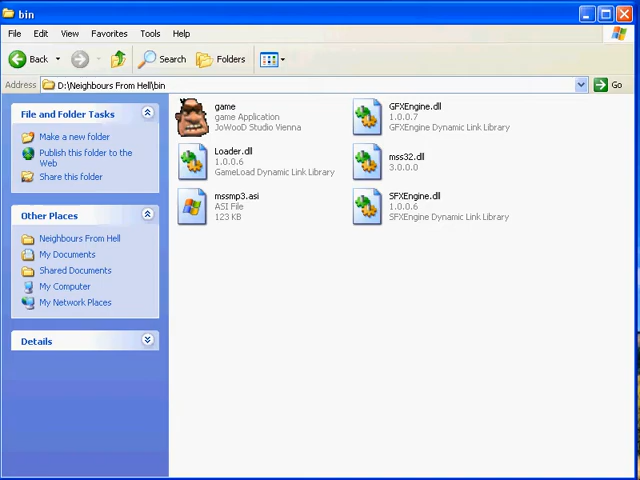 bin
File Edit View Favorites Tools Help
Back Search Folders
Address D:\Neighbours From Hell\bin Go
File and Folder Tasks
Make a new folder
Publish this folder to the
Web
Share this folder
Other Places
Neighbours From Hell
My Documents
Shared Documents
My Computer
My Network Places
Details
game
game Application
JoWooD Studio Vienna
GFXEngine.dll
1.0.0.7
GFXEngine Dynamic Link Library
Loader.dll
1.0.0.6
GameLoad Dynamic Link Library
mss32.dll
3.0.0.0
mssmp3.asi
ASI File
123 KB
SFXEngine.dll
1.0.0.6
SFXEngine Dynamic Link Library